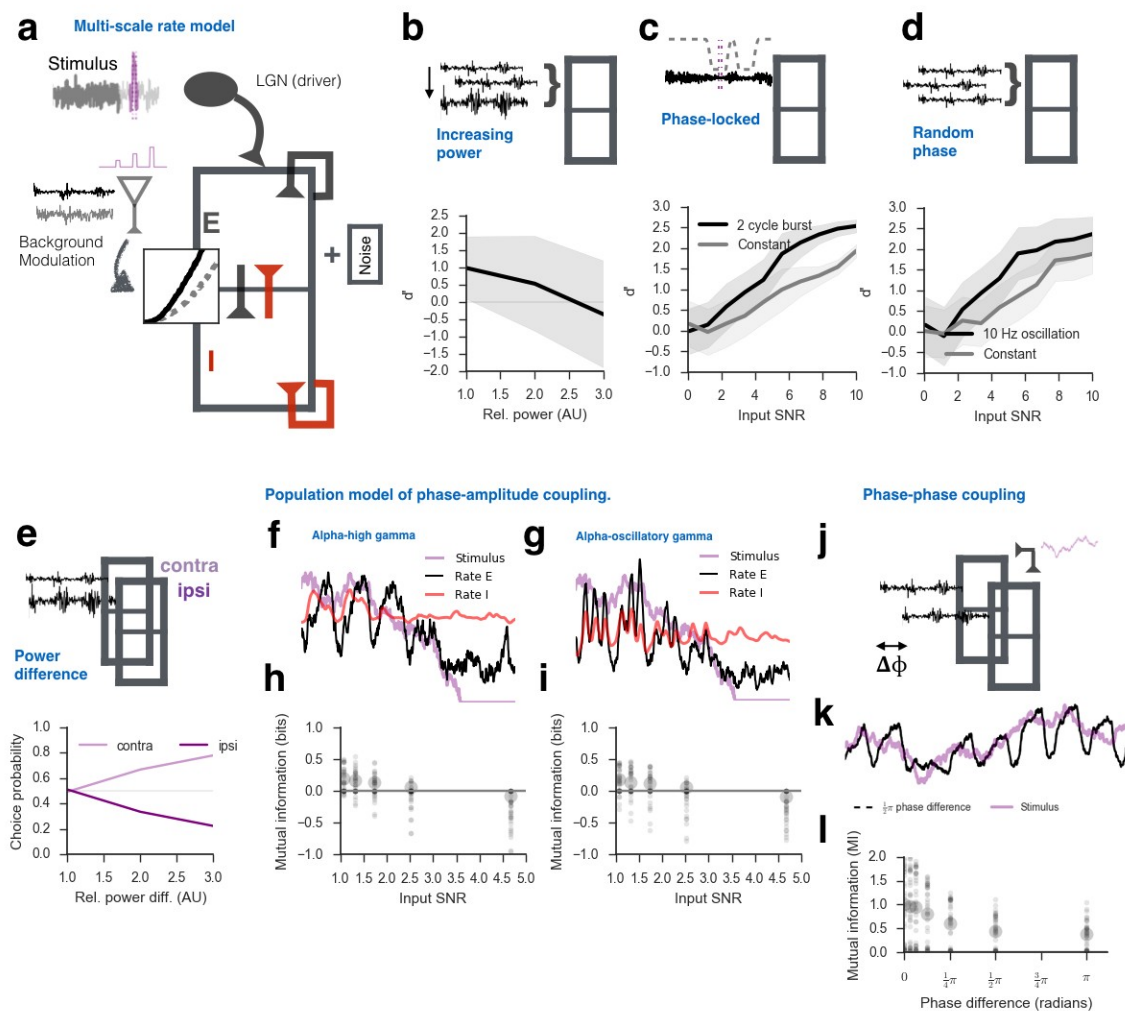 a
Multi-scale rate model
Stimulus
LGN (driver)
E
Background
Modulation
I
+
Noise
b
Increasing
power
2.5
2.0
1.5
1.0
0.5
0.0
−0.5
−1.0
−1.5
−2.0
d'
1.0 1.5 2.0 2.5 3.0
Rel. power (AU)
c
Phase-locked
3.0
2.5
2.0
1.5
1.0
0.5
0.0
−0.5
−1.0
d'
2 cycle burst
Constant
0 2 4 6 8 10
Input SNR
d
Random
phase
3.0
2.5
2.0
1.5
1.0
0.5
0.0
−0.5
−1.0
d'
10 Hz oscillation
Constant
0 2 4 6 8 10
Input SNR
Population model of phase-amplitude coupling.
Phase-phase coupling
e
contra
ipsi
Power
difference
1.0
0.8
0.6
0.4
0.2
0.0
Choice probability
contra ipsi
1.0 1.5 2.0 2.5 3.0
Rel. power diff. (AU)
f
Alpha-high gamma
Stimulus
Rate E
Rate I
g
Alpha-oscillatory gamma
Stimulus
Rate E
Rate I
h
1.0
0.5
0.0
−0.5
−1.0
Mutual information (bits)
1.0 1.5 2.0 2.5 3.0 3.5 4.0 4.5 5.0
Input SNR
i
1.0
0.5
0.0
−0.5
−1.0
Mutual information (bits)
1.0 1.5 2.0 2.5 3.0 3.5 4.0 4.5 5.0
Input SNR
j
Δϕ
k
½π phase difference Stimulus
l
2.0
1.5
1.0
0.5
0.0
Mutual information (MI)
0 ¼π ½π ¾π π
Phase difference (radians)